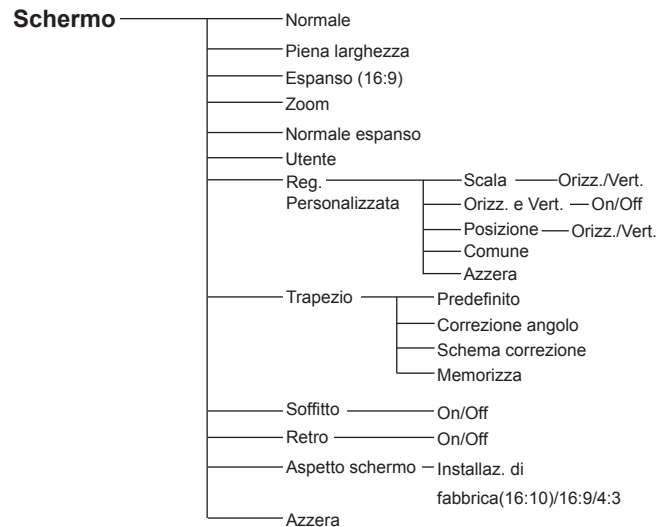 Schermo
Normale
Piena larghezza
Espanso (16:9)
Zoom
Normale espanso
Utente
Reg.
Personalizzata
Scala
Orizz./Vert.
Orizz. e Vert.
On/Off
Posizione
Orizz./Vert.
Comune
Azzera
Trapezio
Predefinito
Correzione angolo
Schema correzione
Memorizza
Soffitto
On/Off
Retro
On/Off
Aspetto schermo
Installaz. di
fabbrica(16:10)/16:9/4:3
Azzera